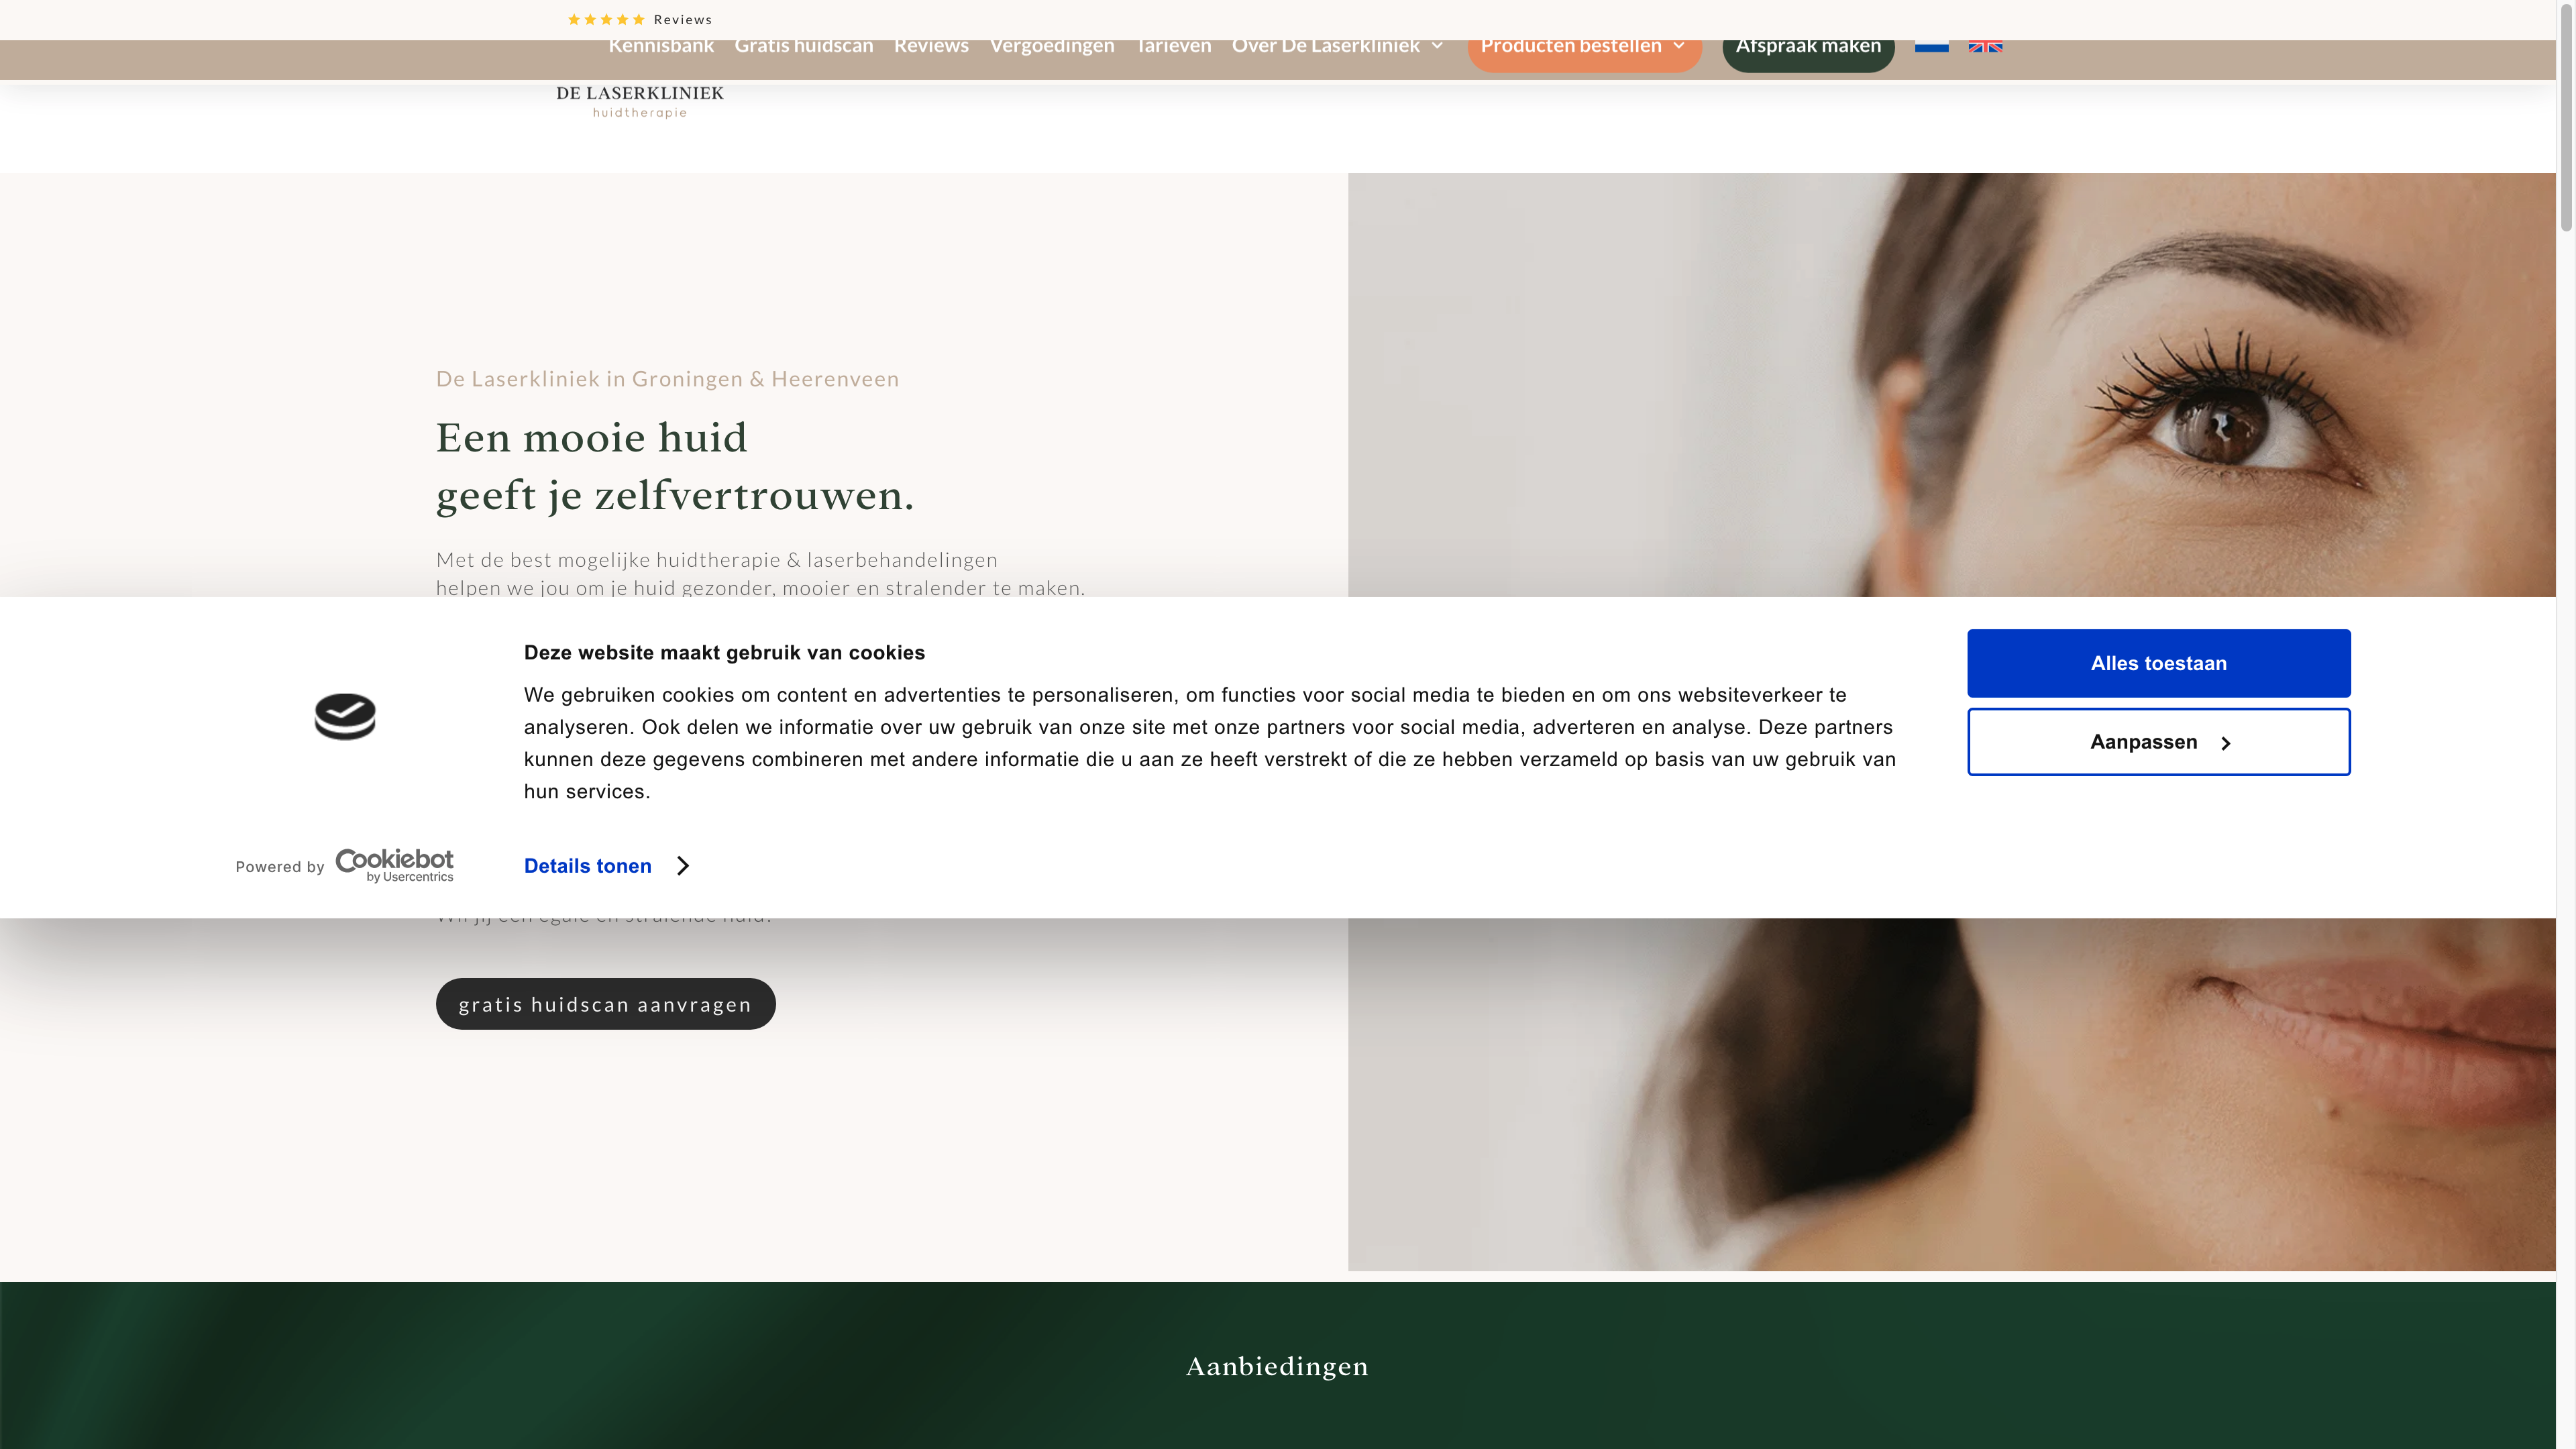 Reviews
Kennisbank Gratis huidscan Reviews Vergoedingen Tarieven Over De Laserkliniek Producten bestellen Afspraak maken
DE LASERKLINIEK
huidtherapie
De Laserkliniek in Groningen & Heerenveen
Een mooie huid
geeft je zelfvertrouwen.
Met de best mogelijke huidtherapie & laserbehandelingen
helpen we jou om je huid gezonder, mooier en stralender te maken.
Deze website maakt gebruik van cookies
We gebruiken cookies om content en advertenties te personaliseren, om functies voor social media te bieden en om ons websiteverkeer te
analyseren. Ook delen we informatie over uw gebruik van onze site met onze partners voor social media, adverteren en analyse. Deze partners
kunnen deze gegevens combineren met andere informatie die u aan ze heeft verstrekt of die ze hebben verzameld op basis van uw gebruik van
hun services.
Alles toestaan
Aanpassen
Powered by Cookiebot
by Usercentrics
Details tonen
Wil jij een egale en stralende huid?
gratis huidscan aanvragen
Aanbiedingen